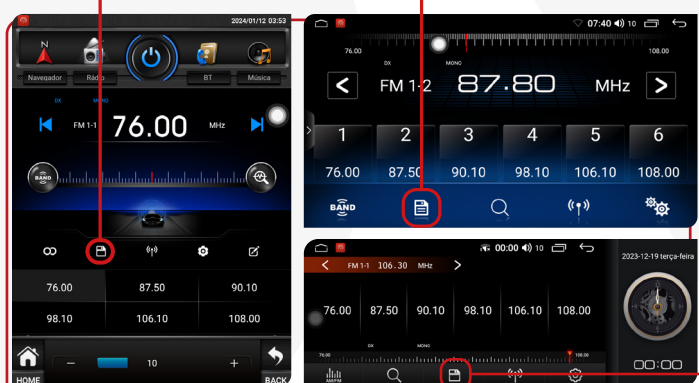 2024/01/12 03:53
N
Navegador
Rádio
BT
Música
DX
MONO
FM 1-1
76.00
MHz
BAND
76.00
87.50
90.10
98.10
106.10
108.00
HOME
-
10
+
BACK
07:40
10
76.00
108.00
DX
MONO
FM 1-2
87.80
MHz
1
2
3
4
5
6
76.00
87.50
90.10
98.10
106.10
108.00
BAND
00:00
10
FM 1-1
106.30
MHz
76.00
87.50
90.10
98.10
106.10
108.00
DX
MONO
76.00
108.00
AM/FM
2023-12-19 terça-feira
00:00